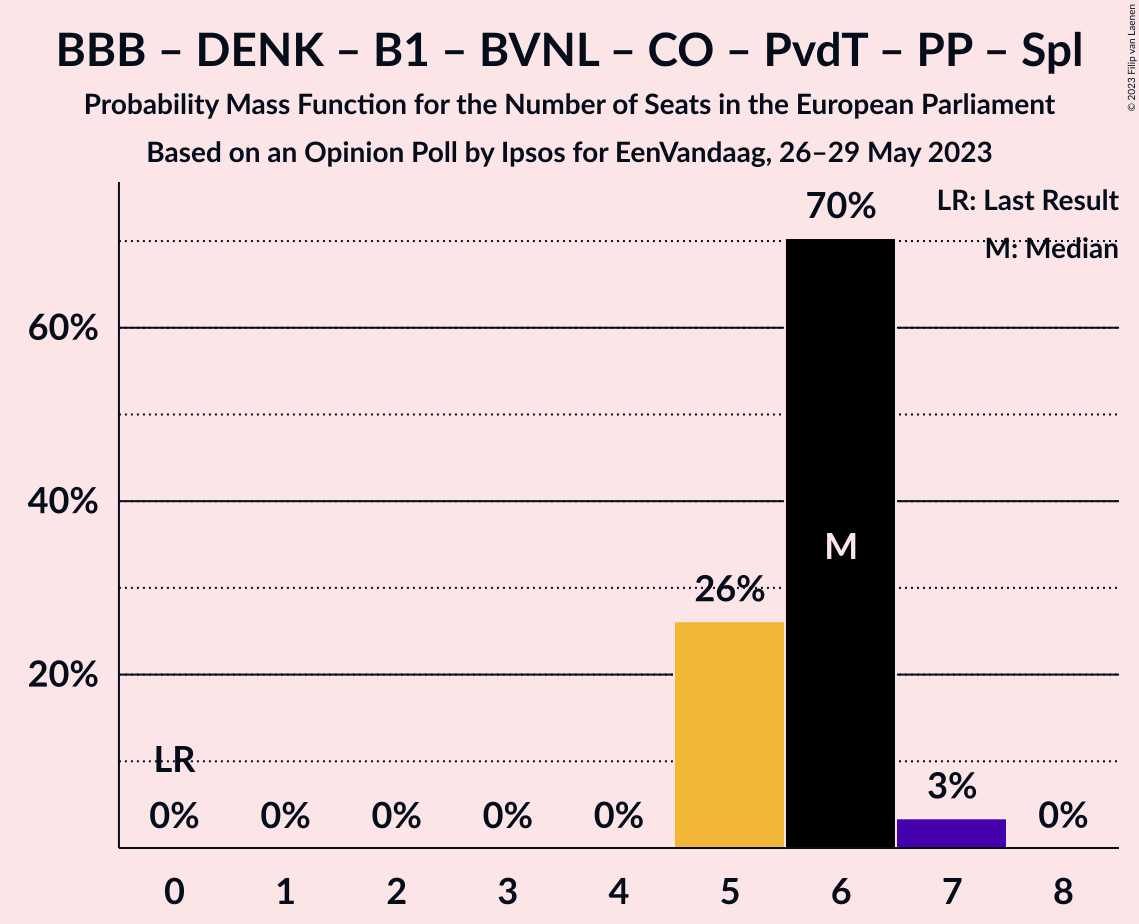 BBB – DENK – B1 – BVNL – CO – PvdT – PP – Spl
Probability Mass Function for the Number of Seats in the European Parliament
Based on an Opinion Poll by Ipsos for EenVandaag, 26–29 May 2023
© 2023 Filip van Laenen
LR: Last Result
M: Median
70%
60%
40%
20%
M
26%
LR
3%
0% 0% 0% 0% 0% 0%
0 1 2 3 4 5 6 7 8